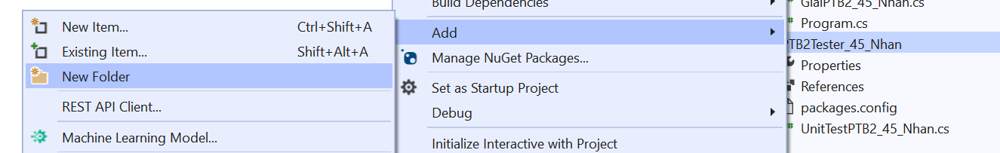 New Item... Ctrl+Shift+A
Existing Item... Shift+Alt+A
New Folder
REST API Client...
Machine Learning Model...
Build Dependencies
Add
Manage NuGet Packages...
Set as Startup Project
Debug
Initialize Interactive with Project
GiaiPTB2_45_Nhan.cs
Program.cs
PTB2Tester_45_Nhan
Properties
References
packages.config
UnitTestPTB2_45_Nhan.cs